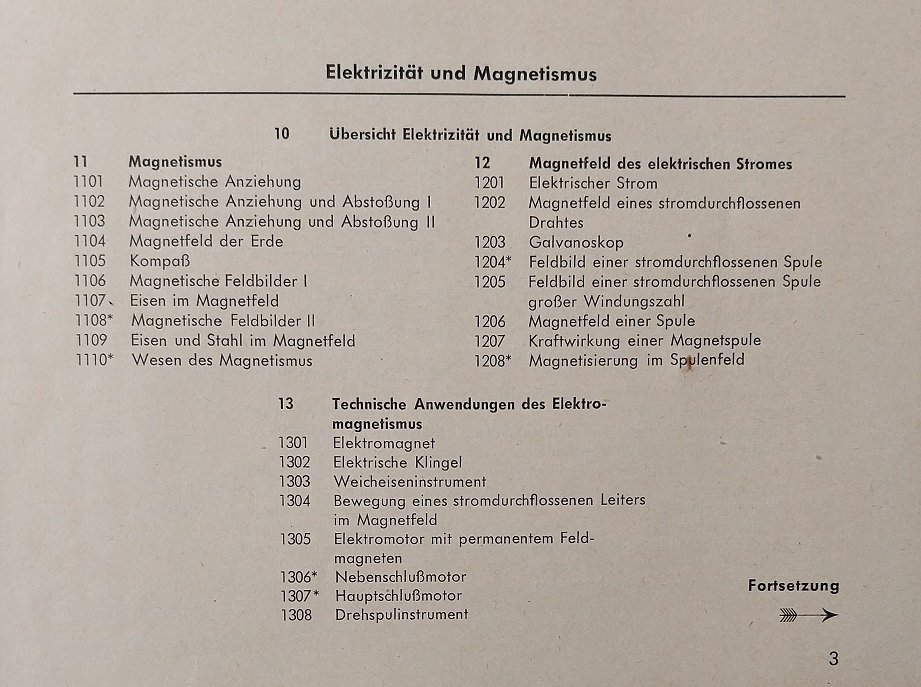 Elektrizität und Magnetismus
10 Übersicht Elektrizität und Magnetismus
11 Magnetismus
1101 Magnetische Anziehung
1102 Magnetische Anziehung und Abstoßung I
1103 Magnetische Anziehung und Abstoßung II
1104 Magnetfeld der Erde
1105 Kompaß
1106 Magnetische Feldbilder I
1107 Eisen im Magnetfeld
1108* Magnetische Feldbilder II
1109 Eisen und Stahl im Magnetfeld
1110* Wesen des Magnetismus
12 Magnetfeld des elektrischen Stromes
1201 Elektrischer Strom
1202 Magnetfeld eines stromdurchflossenen
Drahtes
1203 Galvanoskop
1204* Feldbild einer stromdurchflossenen Spule
1205 Feldbild einer stromdurchflossenen Spule
großer Windungszahl
1206 Magnetfeld einer Spule
1207 Kraftwirkung einer Magnetspule
1208* Magnetisierung im Spulenfeld
13 Technische Anwendungen des Elektro-
magnetismus
1301 Elektromagnet
1302 Elektrische Klingel
1303 Weicheiseninstrument
1304 Bewegung eines stromdurchflossenen Leiters
im Magnetfeld
1305 Elektromotor mit permanentem Feld-
magneten
1306* Nebenschlußmotor
1307* Hauptschlußmotor
1308 Drehspulinstrument
Fortsetzung
3